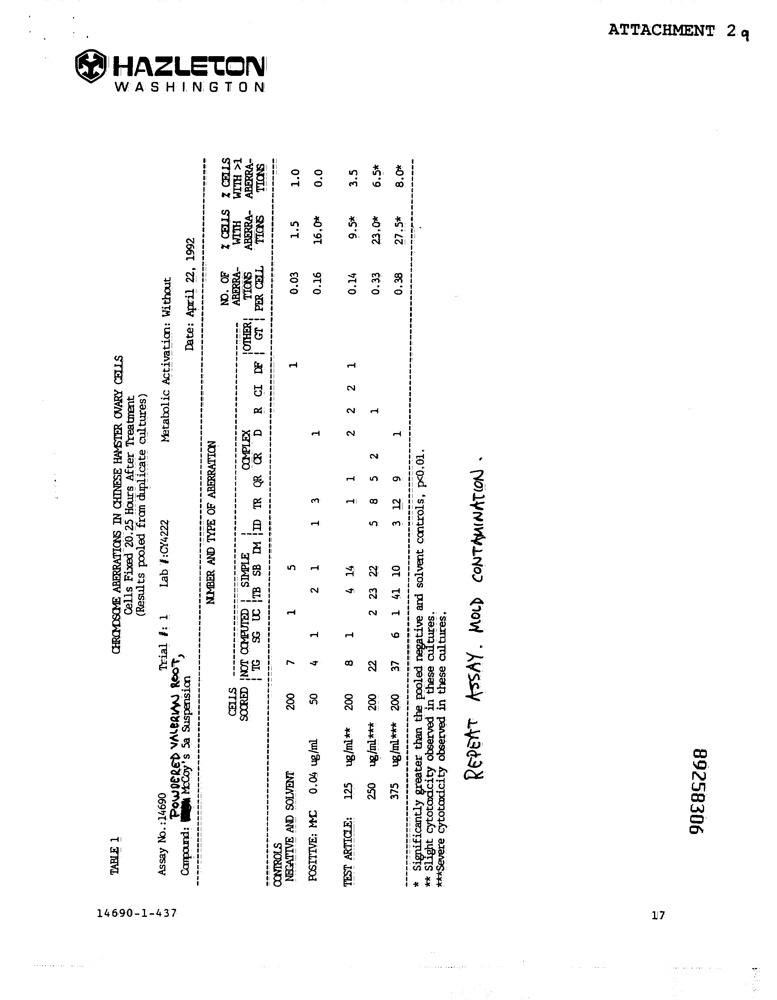 ATTACHMENT 2q
HAZLETON
WASHINGTON
TABLE 1
CHROMOSOME ABERRATIONS IN CHINESE HAMSTER OVARY CELLS
Cells Fixed 20.25 Hours After Treatment
(Results pooled from duplicate cultures)
Assay No.:14690 Trial #: 1 Lab #:CY4222 Metabolic Activation: Without
POWDERED VALERIAN ROOT,
Compound: McCoy's 5a Suspension Date: April 22, 1992
NUMBER AND TYPE OF ABERRATION
CELLS SCORED |NOT COMPUTED | SIMPLE | COMPLEX |OTHER| NO. OF ABERRA-TIONS PER CELL % CELLS WITH ABERRA-TIONS % CELLS WITH >1 ABERRA-TIONS
| TG SG UC |TB SB IM |ID TR QR CR D R CI DF | GT |
CONTROLS
NEGATIVE AND SOLVENT 200 7 1 5 1 0.03 1.5 1.0
POSITIVE: MMC 0.04 ug/ml 50 4 1 2 1 1 3 1 0.16 16.0* 0.0
TEST ARTICLE: 125 ug/ml** 200 8 1 4 14 1 1 2 2 2 1 0.14 9.5* 3.5
250 ug/ml*** 200 22 2 23 22 5 8 5 2 1 0.33 23.0* 6.5*
375 ug/ml*** 200 37 6 1 41 10 3 12 9 1 0.38 27.5* 8.0*
* Significantly greater than the pooled negative and solvent controls, p<0.01.
** Slight cytotoxicity observed in these cultures.
***Severe cytotoxicity observed in these cultures.
REPEAT ASSAY. MOLD CONTAMINATION.
89258306
14690-1-437
17